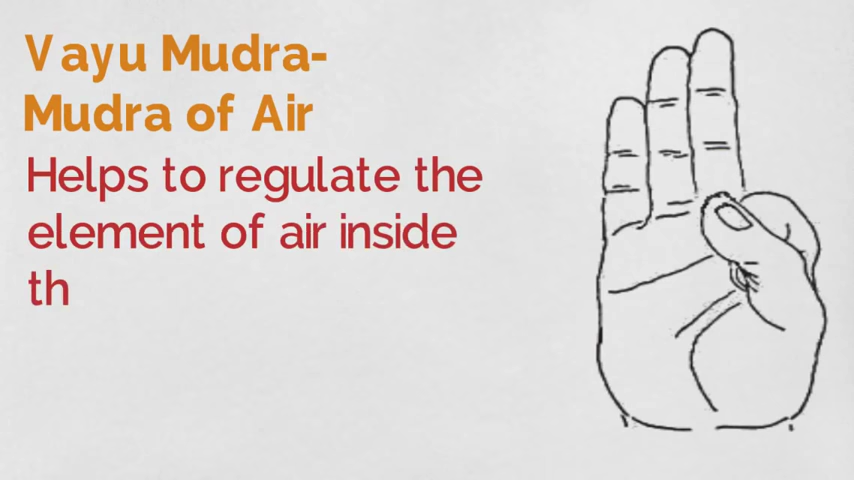 Vayu Mudra-
Mudra of Air
Helps to regulate the
element of air inside
th